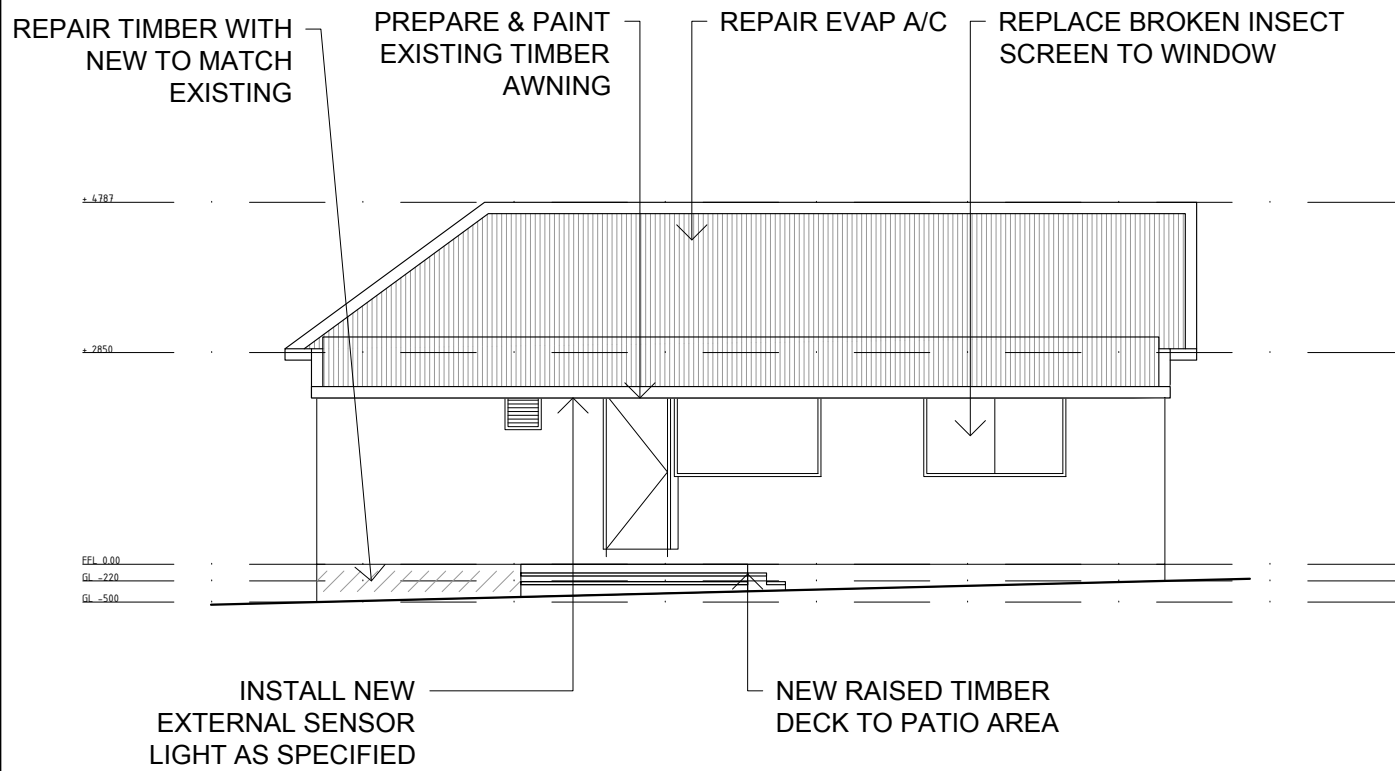 REPAIR TIMBER WITH
NEW TO MATCH
EXISTING
PREPARE & PAINT
EXISTING TIMBER
AWNING
REPAIR EVAP A/C
REPLACE BROKEN INSECT
SCREEN TO WINDOW
+ 4787
+ 2850
FFL 0.00
GL -220
GL -500
INSTALL NEW
EXTERNAL SENSOR
LIGHT AS SPECIFIED
NEW RAISED TIMBER
DECK TO PATIO AREA